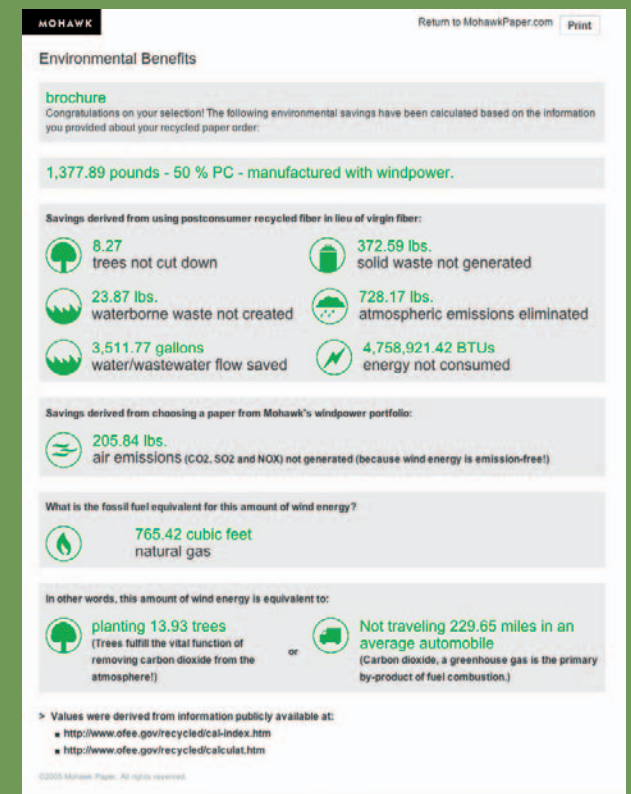 MOHAWK
Return to MohawkPaper.com
Print
Environmental Benefits
brochure
Congratulations on your selection! The following environmental savings have been calculated based on the information
you provided about your recycled paper order:
1,377.89 pounds - 50 % PC - manufactured with windpower.
Savings derived from using postconsumer recycled fiber in lieu of virgin fiber:
8.27
trees not cut down
372.59 lbs.
solid waste not generated
23.87 lbs.
waterborne waste not created
728.17 lbs.
atmospheric emissions eliminated
3,511.77 gallons
water/wastewater flow saved
4,758,921.42 BTUs
energy not consumed
Savings derived from choosing a paper from Mohawk's windpower portfolio:
205.84 lbs.
air emissions (CO2, SO2 and NOX) not generated (because wind energy is emission-free!)
What is the fossil fuel equivalent for this amount of wind energy?
765.42 cubic feet
natural gas
In other words, this amount of wind energy is equivalent to:
planting 13.93 trees
(Trees fulfill the vital function of
removing carbon dioxide from the
atmosphere!)
or
Not traveling 229.65 miles in an
average automobile
(Carbon dioxide, a greenhouse gas is the primary
by-product of fuel combustion.)
> Values were derived from information publicly available at:
■ http://www.ofee.gov/recycled/cal-index.htm
■ http://www.ofee.gov/recycled/calculat.htm
©2005 Mohawk Paper. All rights reserved.